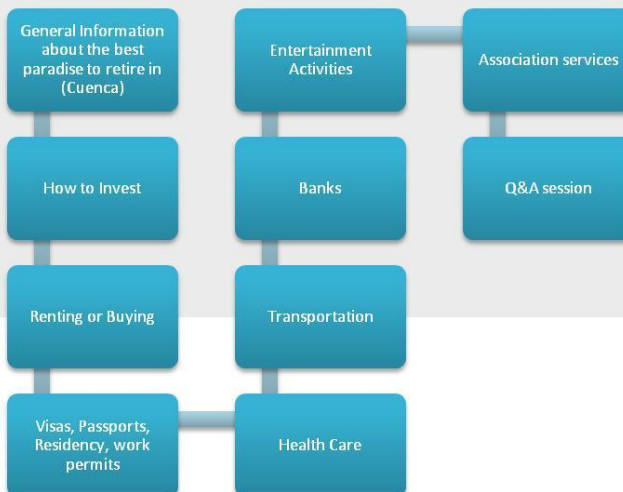 General Information
about the best
paradise to retire in
(Cuenca)
How to Invest
Renting or Buying
Visas, Passports,
Residency, work
permits
Health Care
Transportation
Banks
Entertainment
Activities
Association services
Q&A session